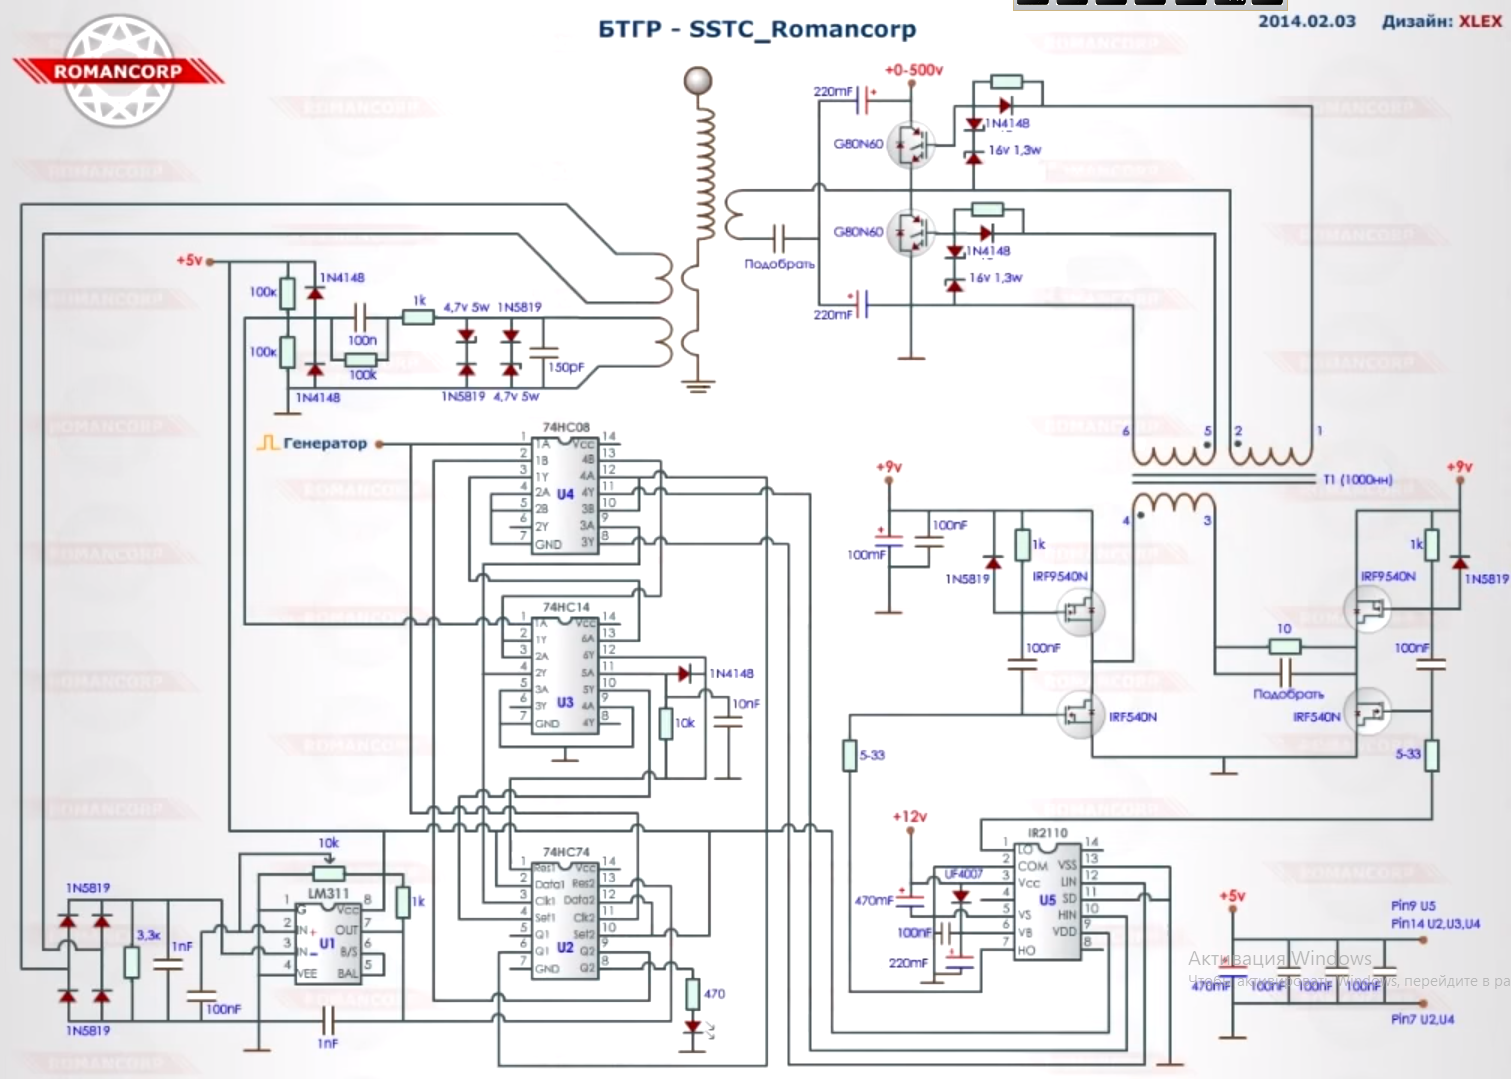 БТГР - SSTC_Romancorp
2014.02.03 Дизайн: XLEX
ROMANCORP
+0-500v
220mF +
1N4148
G80N60
16v 1,3w
G80N60
1N4148
Подобрать
16v 1,3w
220mF +
+5v
1N4148
100к
1k
4,7v 5w 1N5819
100n
100к
100k
150pF
1N4148
1N5819 4,7v 5w
Генератор
74HC08
1 1A Vcc 14
2 1B 4B 13
3 1Y 4A 12
4 2A 4Y 11
U4
5 2B 3B 10
6 2Y 3A 9
7 GND 3Y 8
6 5 2 1
T1 (1000нн)
4 3
+9v
+9v
+
100nF
100mF
1k
1k
1N5819
IRF9540N
IRF9540N
1N5819
10
100nF
100nF
Подобрать
IRF540N
IRF540N
5-33
5-33
74HC14
1 1A Vcc 14
2 1Y 6A 13
3 2A 6Y 12
4 2Y 5A 11
5 3A 5Y 10
6 3Y 4A 9
U3
7 GND 4Y 8
1N4148
10nF
10k
+12v
IR2110
1 LO 14
2 COM VSS 13
3 Vcc LIN 12
4 SD 11
U5
5 VS HIN 10
6 VB VDD 9
7 HO 8
UF4007
470mF +
100nF
220mF +
74HC74
1 Res1 Vcc 14
2 Data1 Res2 13
3 Clk1 Data2 12
4 Set1 Clk2 11
5 Q1 Set2 10
6 Q1 Q2 9
U2
7 GND Q2 8
470
10k
LM311
1 G Vcc 8
2 IN+ OUT 7
U1
3 IN- B/S 6
4 VEE BAL 5
1k
1N5819
3,3к
1nF
100nF
1N5819
1nF
+5v
Pin9 U5
Pin14 U2,U3,U4
+
470mF 100nF 100nF 100nF
Pin7 U2,U4
Активация Windows
Чтобы активировать Windows, перейдите в ра